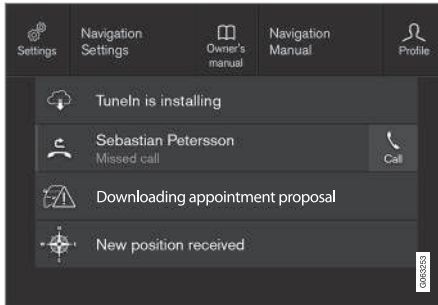 Settings
Navigation
Settings
Owner's
manual
Navigation
Manual
Profile
TuneIn is installing
Sebastian Petersson
Missed call
Call
Downloading appointment proposal
New position received
G063253